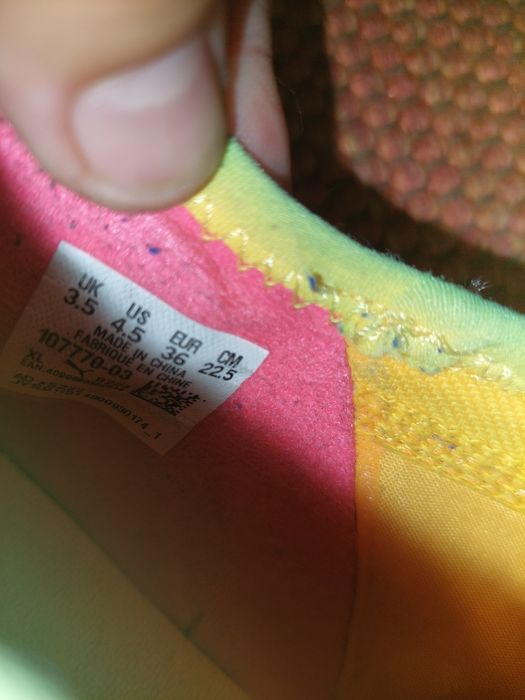 UK US EUR CM
3.5 4.5 36 22.5
MADE IN CHINA
FABRIQUÉ EN CHINE
107770-03
XL